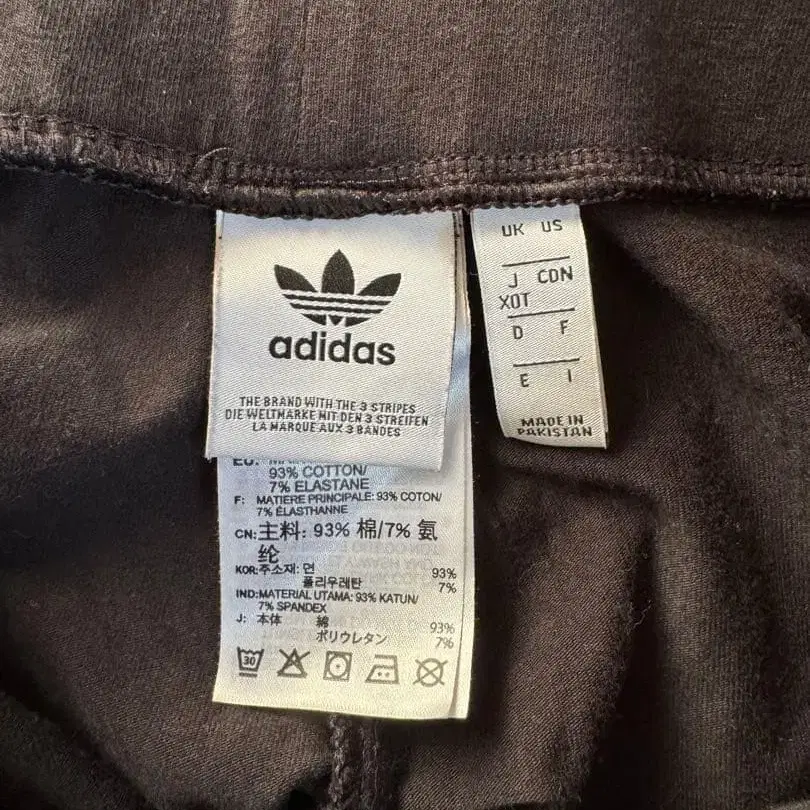 adidas
THE BRAND WITH THE 3 STRIPES
DIE WELTMARKE MIT DEN 3 STREIFEN
LA MARQUE AUX 3 BANDES
EU:
93% COTTON/
7% ELASTANE
F: MATIERE PRINCIPALE: 93% COTON/
7% ÉLASTHANNE
CN:主料: 93% 棉/7% 氨
纶
KOR:주소재: 면 93%
폴리우레탄 7%
IND:MATERIAL UTAMA: 93% KATUN/
7% SPANDEX
J: 本体 綿 93%
ポリウレタン 7%
30
UK US
J CDN
XOT
D F
E I
MADE IN
PAKISTAN